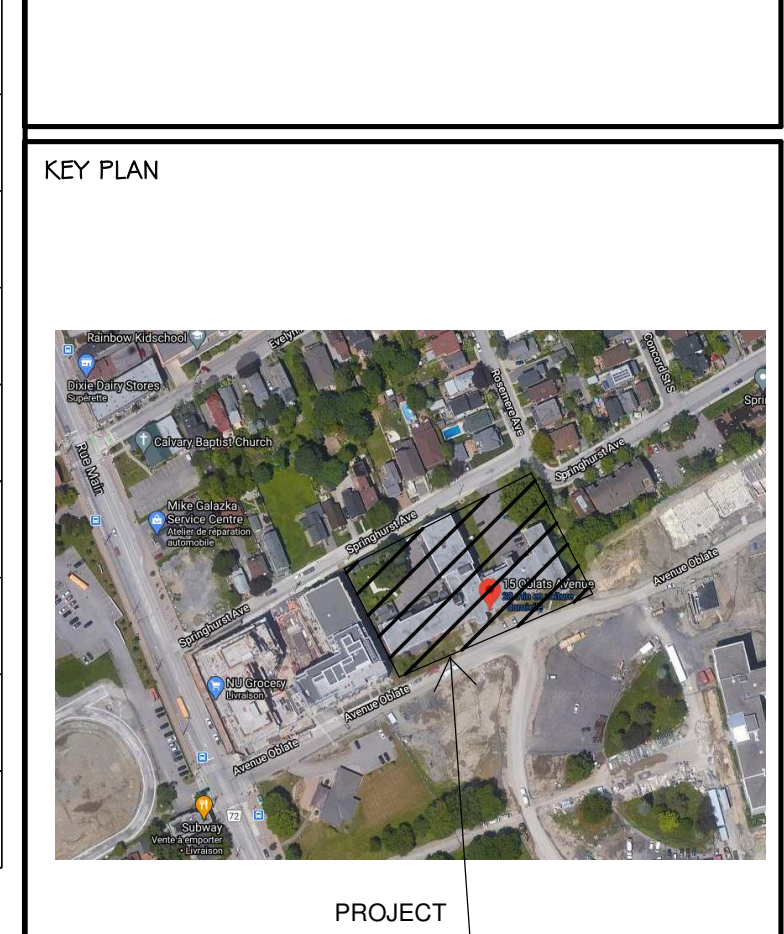 KEY PLAN
Rainbow Kidschool
Evelyn
Dixie Dairy Stores
Supérette
Rosemere Ave
Concord St S
Spri
Rue Main
Calvary Baptist Church
Springhurst Ave
Mike Galazka
Service Centre
Atelier de réparation
automobile
Springhurst Ave
15 Oblats Avenue
Avenue Oblate
Springhurst Ave
NU Grocery
Livraison
Avenue Oblate
Avenue Oblate
72
Subway
Vente à emporter
• Livraison
PROJECT